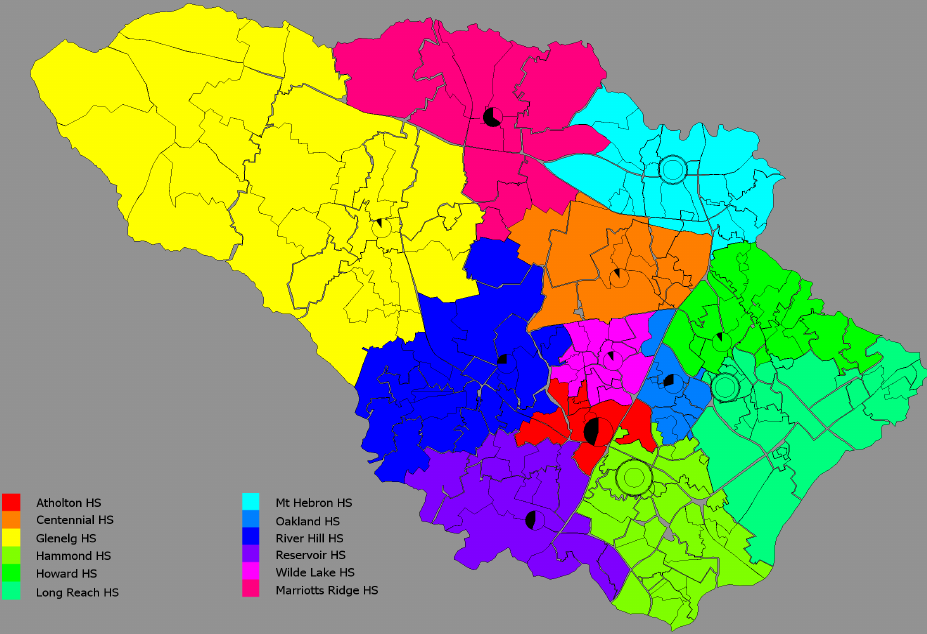 Atholton HS
Centennial HS
Glenelg HS
Hammond HS
Howard HS
Long Reach HS
Mt Hebron HS
Oakland HS
River Hill HS
Reservoir HS
Wilde Lake HS
Marriotts Ridge HS